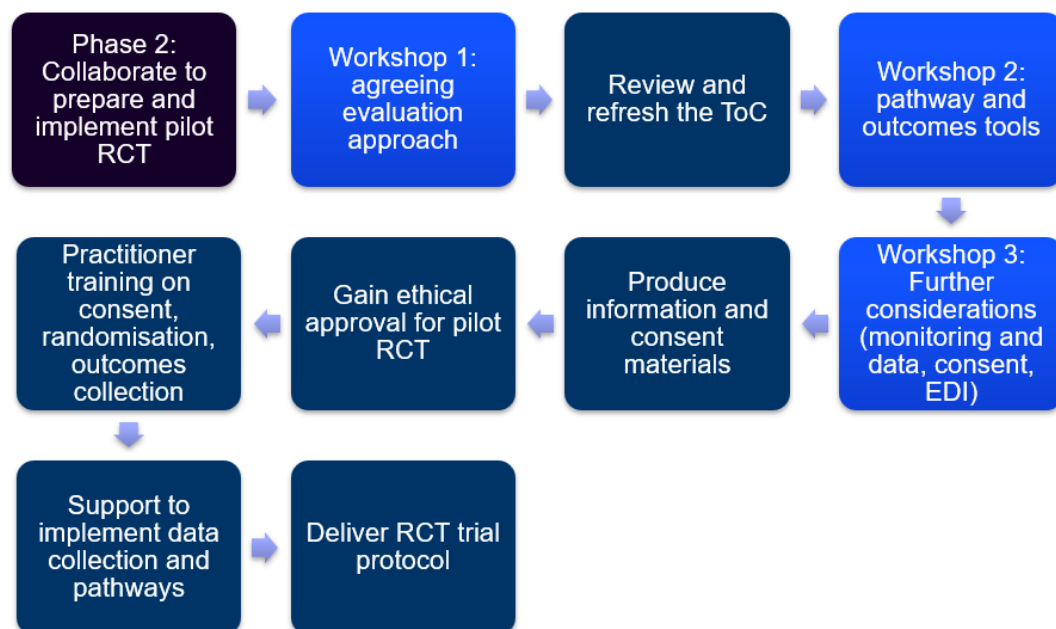 Phase 2:
Collaborate to
prepare and
implement pilot
RCT
Workshop 1:
agreeing
evaluation
approach
Review and
refresh the ToC
Workshop 2:
pathway and
outcomes tools
Workshop 3:
Further
considerations
(monitoring and
data, consent,
EDI)
Produce
information and
consent
materials
Gain ethical
approval for pilot
RCT
Practitioner
training on
consent,
randomisation,
outcomes
collection
Support to
implement data
collection and
pathways
Deliver RCT trial
protocol